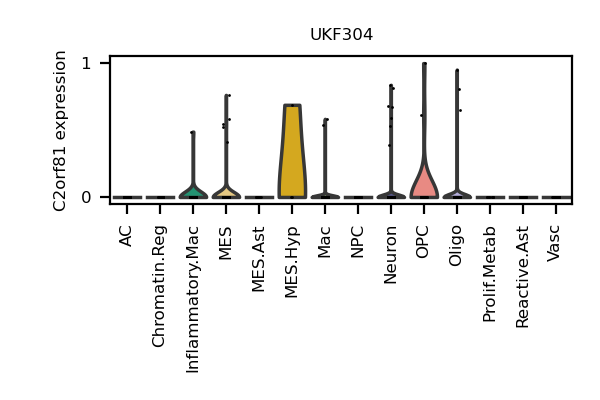 UKF304
C2orf81 expression
1
0
AC
Chromatin.Reg
Inflammatory.Mac
MES
MES.Ast
MES.Hyp
Mac
NPC
Neuron
OPC
Oligo
Prolif.Metab
Reactive.Ast
Vasc